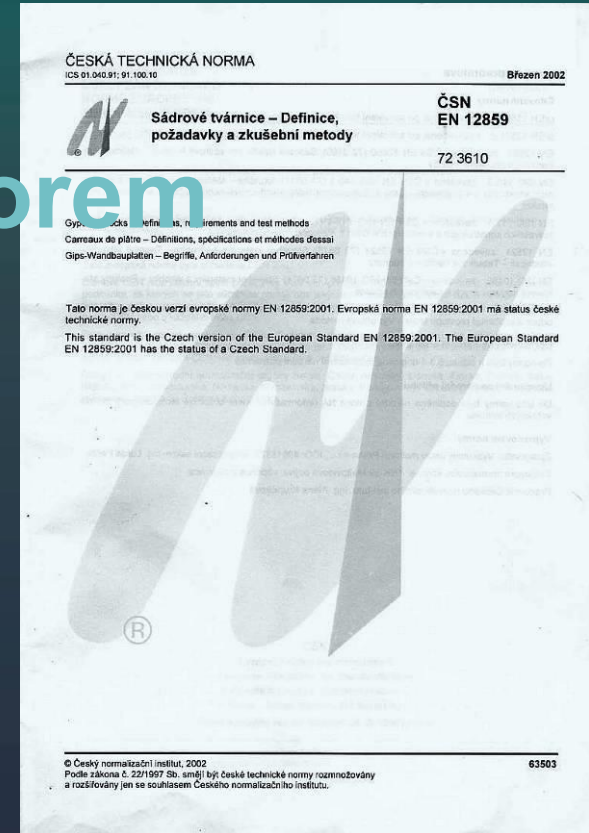 ČESKÁ TECHNICKÁ NORMA
ICS 01.040.91; 91.100.10
Březen 2002
Sádrové tvárnice – Definice,
požadavky a zkušební metody
ČSN
EN 12859
72 3610
orem
and test methods
Carreaux de plâtre – Définitions, spécifications et méthodes d'essai
Gips-Wandbauplatten – Begriffe, Anforderungen und Prüfverfahren
Tato norma je českou verzí evropské normy EN 12859:2001. Evropská norma EN 12859:2001 má status české
technické normy.
This standard is the Czech version of the European Standard EN 12859:2001. The European Standard
EN 12859:2001 has the status of a Czech Standard.
®
© Český normalizační institut, 2002
63503
Podle zákona č. 22/1997 Sb. smějí být české technické normy rozmnožovány
a rozšiřovány jen se souhlasem Českého normalizačního institutu.